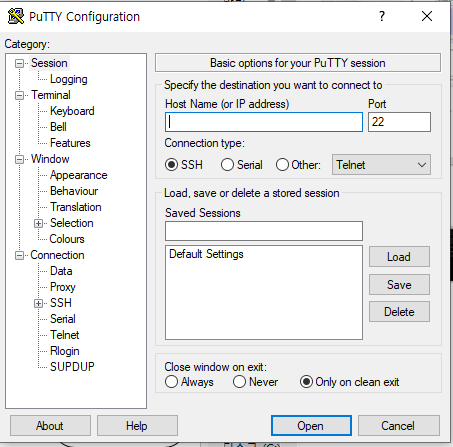 PuTTY Configuration
? ×
Category:
Session
Logging
Terminal
Keyboard
Bell
Features
Window
Appearance
Behaviour
Translation
Selection
Colours
Connection
Data
Proxy
SSH
Serial
Telnet
Rlogin
SUPDUP
Basic options for your PuTTY session
Specify the destination you want to connect to
Host Name (or IP address) Port
22
Connection type:
SSH Serial Other: Telnet
Load, save or delete a stored session
Saved Sessions
Default Settings
Load
Save
Delete
Close window on exit:
Always Never Only on clean exit
About Help Open Cancel